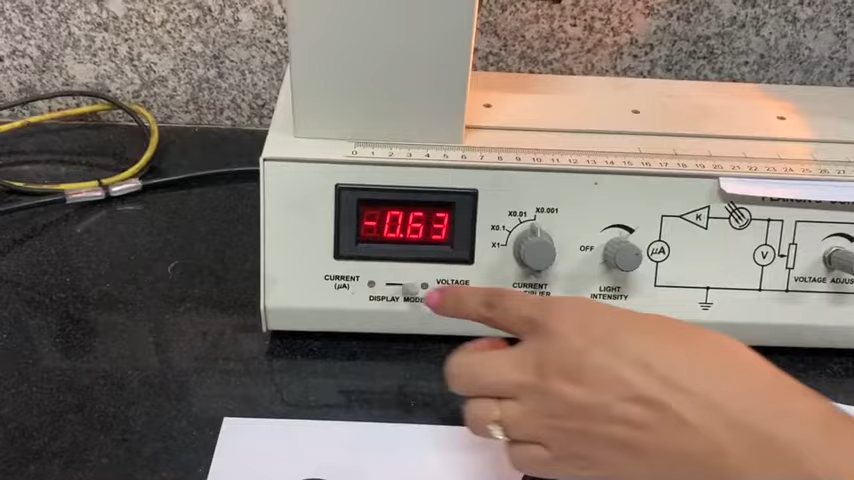 0 1 2 3 4 5 6 7 8 9 10 11 12 13 14 15 16 17 18 19 20 21 22 23 24 25 26
-0.63
X0.01 X0.001
X0.1
X1
OFF
CURRENT
µA
VOLTAGE
DISPLAY MODE
CURRENT
LIGHT
INTENSITY
K
µA
V
VOLTAGE